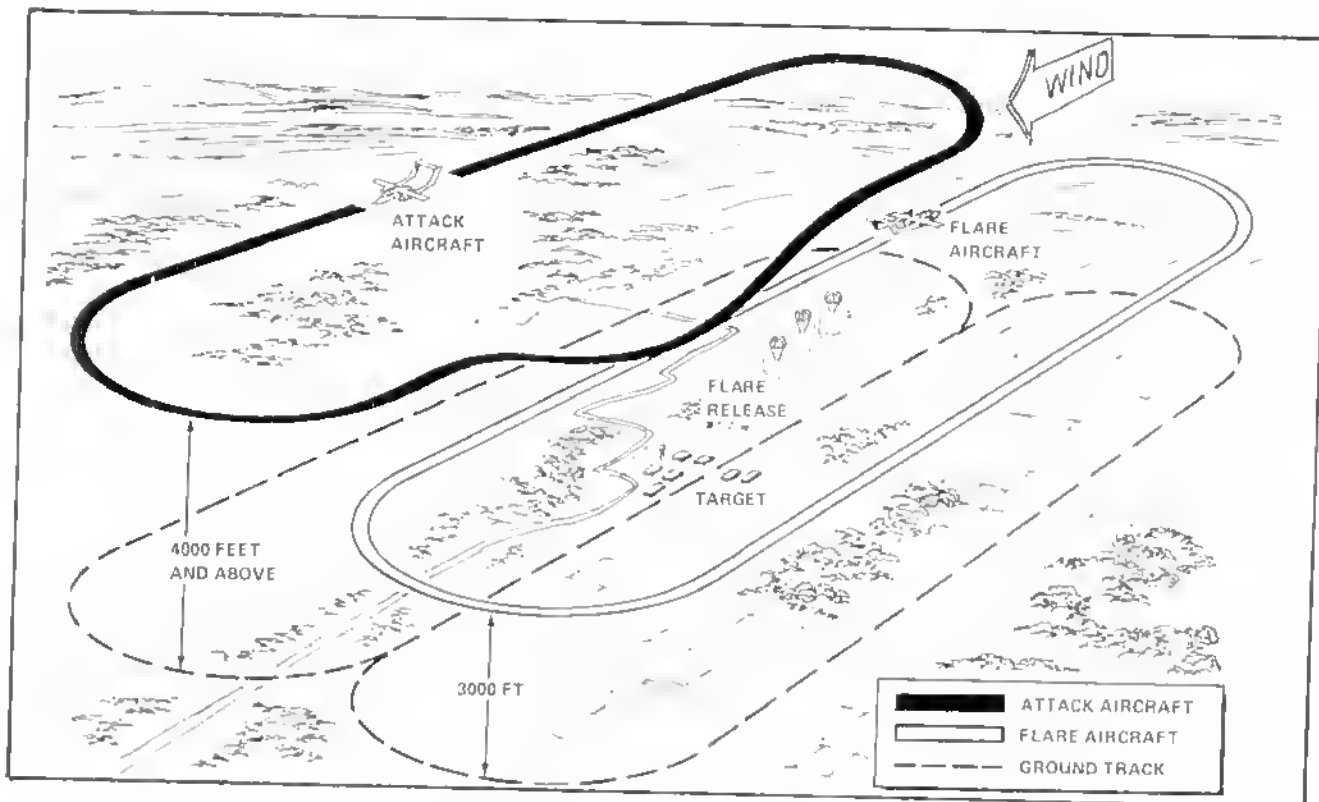 WIND
ATTACK
AIRCRAFT
FLARE
AIRCRAFT
FLARE
RELEASE
TARGET
4000 FEET
AND ABOVE
3000 FT
ATTACK AIRCRAFT
FLARE AIRCRAFT
GROUND TRACK